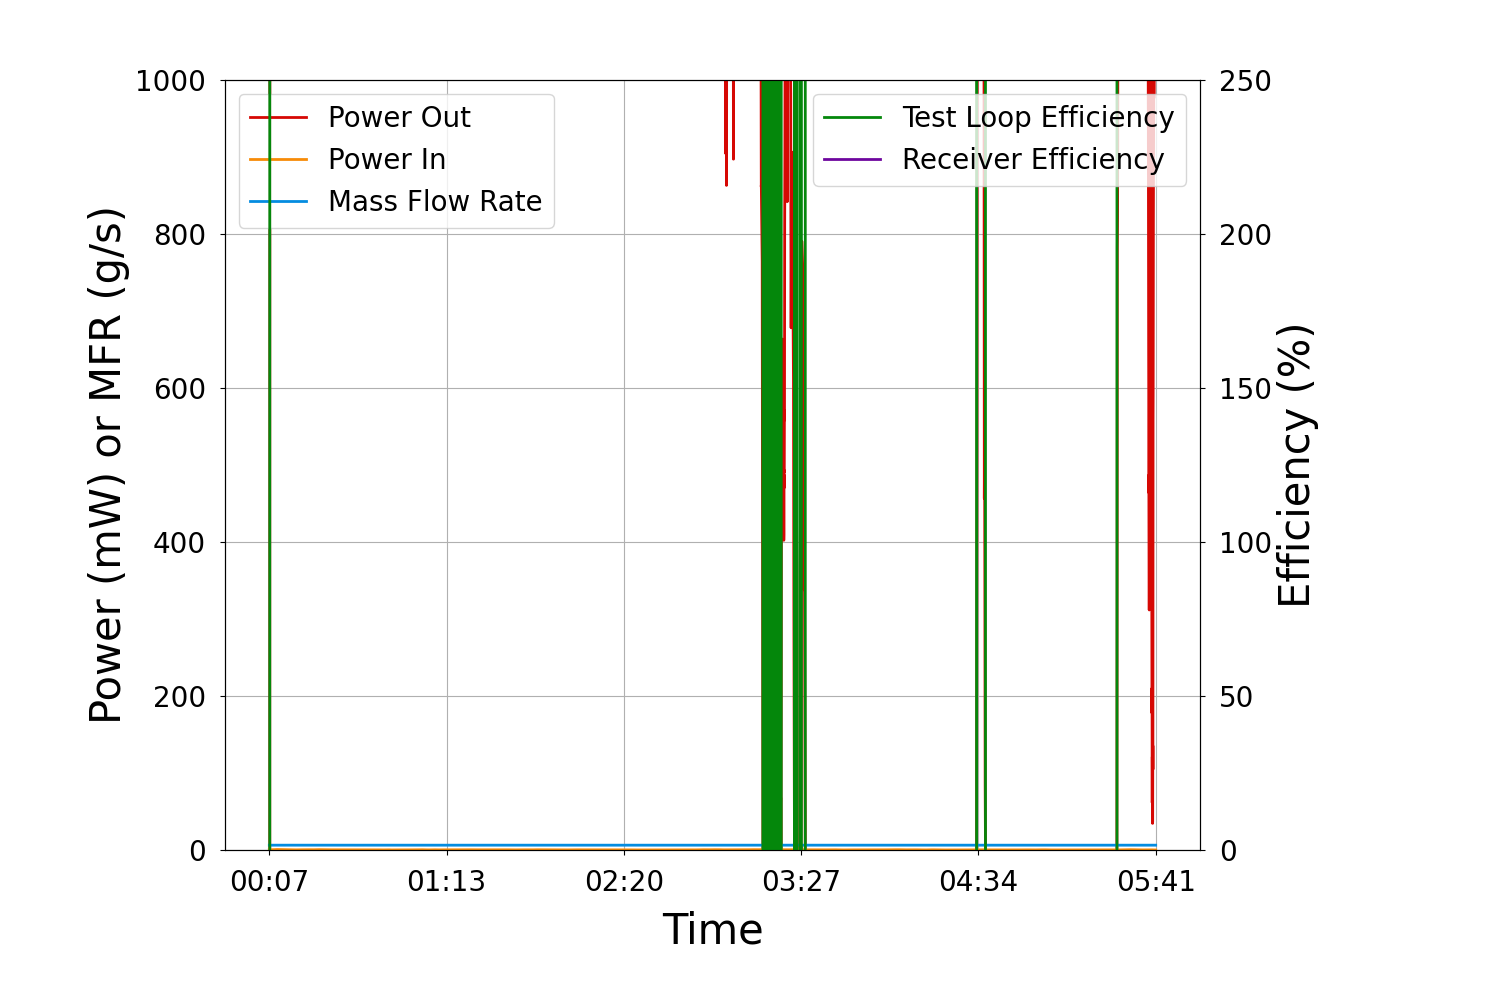 Power (mW) or MFR (g/s)
1000
800
600
400
200
0
Power Out
Power In
Mass Flow Rate
Test Loop Efficiency
Receiver Efficiency
250
200
150
100
50
0
Efficiency (%)
00:07 01:13 02:20 03:27 04:34 05:41
Time